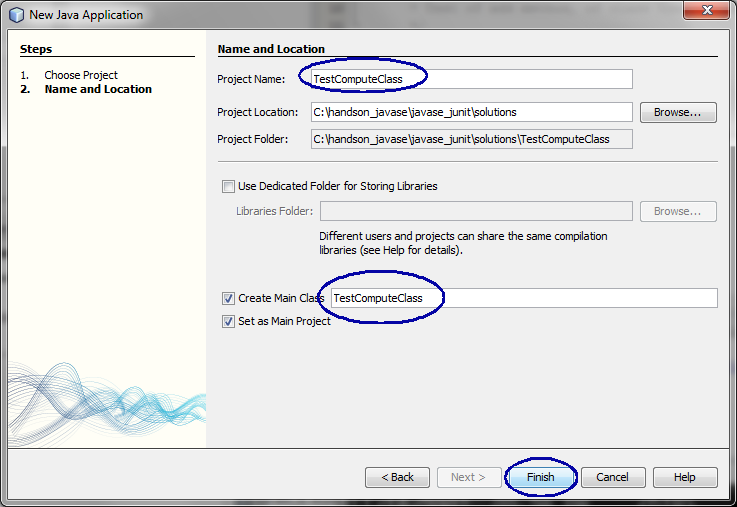 New Java Application
Steps
1. Choose Project
2. Name and Location
Name and Location
Project Name: TestComputeClass
Project Location: C:\handson_javase\javase_junit\solutions Browse...
Project Folder: C:\handson_javase\javase_junit\solutions\TestComputeClass
Use Dedicated Folder for Storing Libraries
Libraries Folder: Browse...
Different users and projects can share the same compilation
libraries (see Help for details).
Create Main Class TestComputeClass
Set as Main Project
< Back Next > Finish Cancel Help